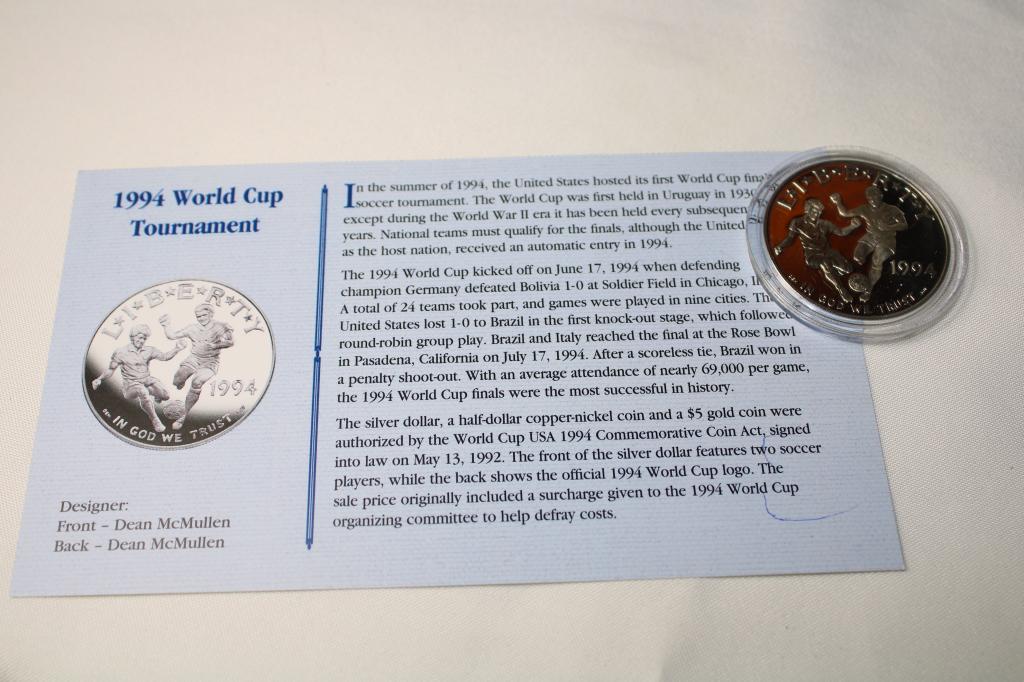 1994 World Cup
Tournament
LIBERTY
1994
IN GOD WE TRUST
Designer:
Front – Dean McMullen
Back – Dean McMullen
In the summer of 1994, the United States hosted its first World Cup
soccer tournament. The World Cup was first held in Uruguay in
except during the World War II era it has been held every
years. National teams must qualify for the finals, although the United
as the host nation, received an automatic entry in 1994.
The 1994 World Cup kicked off on June 17, 1994 when defending
champion Germany defeated Bolivia 1-0 at Soldier Field in Chicago,
A total of 24 teams took part, and games were played in nine cities.
United States lost 1-0 to Brazil in the first knock-out stage, which followed
round-robin group play. Brazil and Italy reached the final at the Rose Bowl
in Pasadena, California on July 17, 1994. After a scoreless tie, Brazil won in
a penalty shoot-out. With an average attendance of nearly 69,000 per game,
the 1994 World Cup finals were the most successful in history.
The silver dollar, a half-dollar copper-nickel coin and a $5 gold coin were
authorized by the World Cup USA 1994 Commemorative Coin Act, signed
into law on May 13, 1992. The front of the silver dollar features two soccer
players, while the back shows the official 1994 World Cup logo. The
sale price originally included a surcharge given to the 1994 World Cup
organizing committee to help defray costs.
LIBERTY
1994
IN GOD WE TRUST